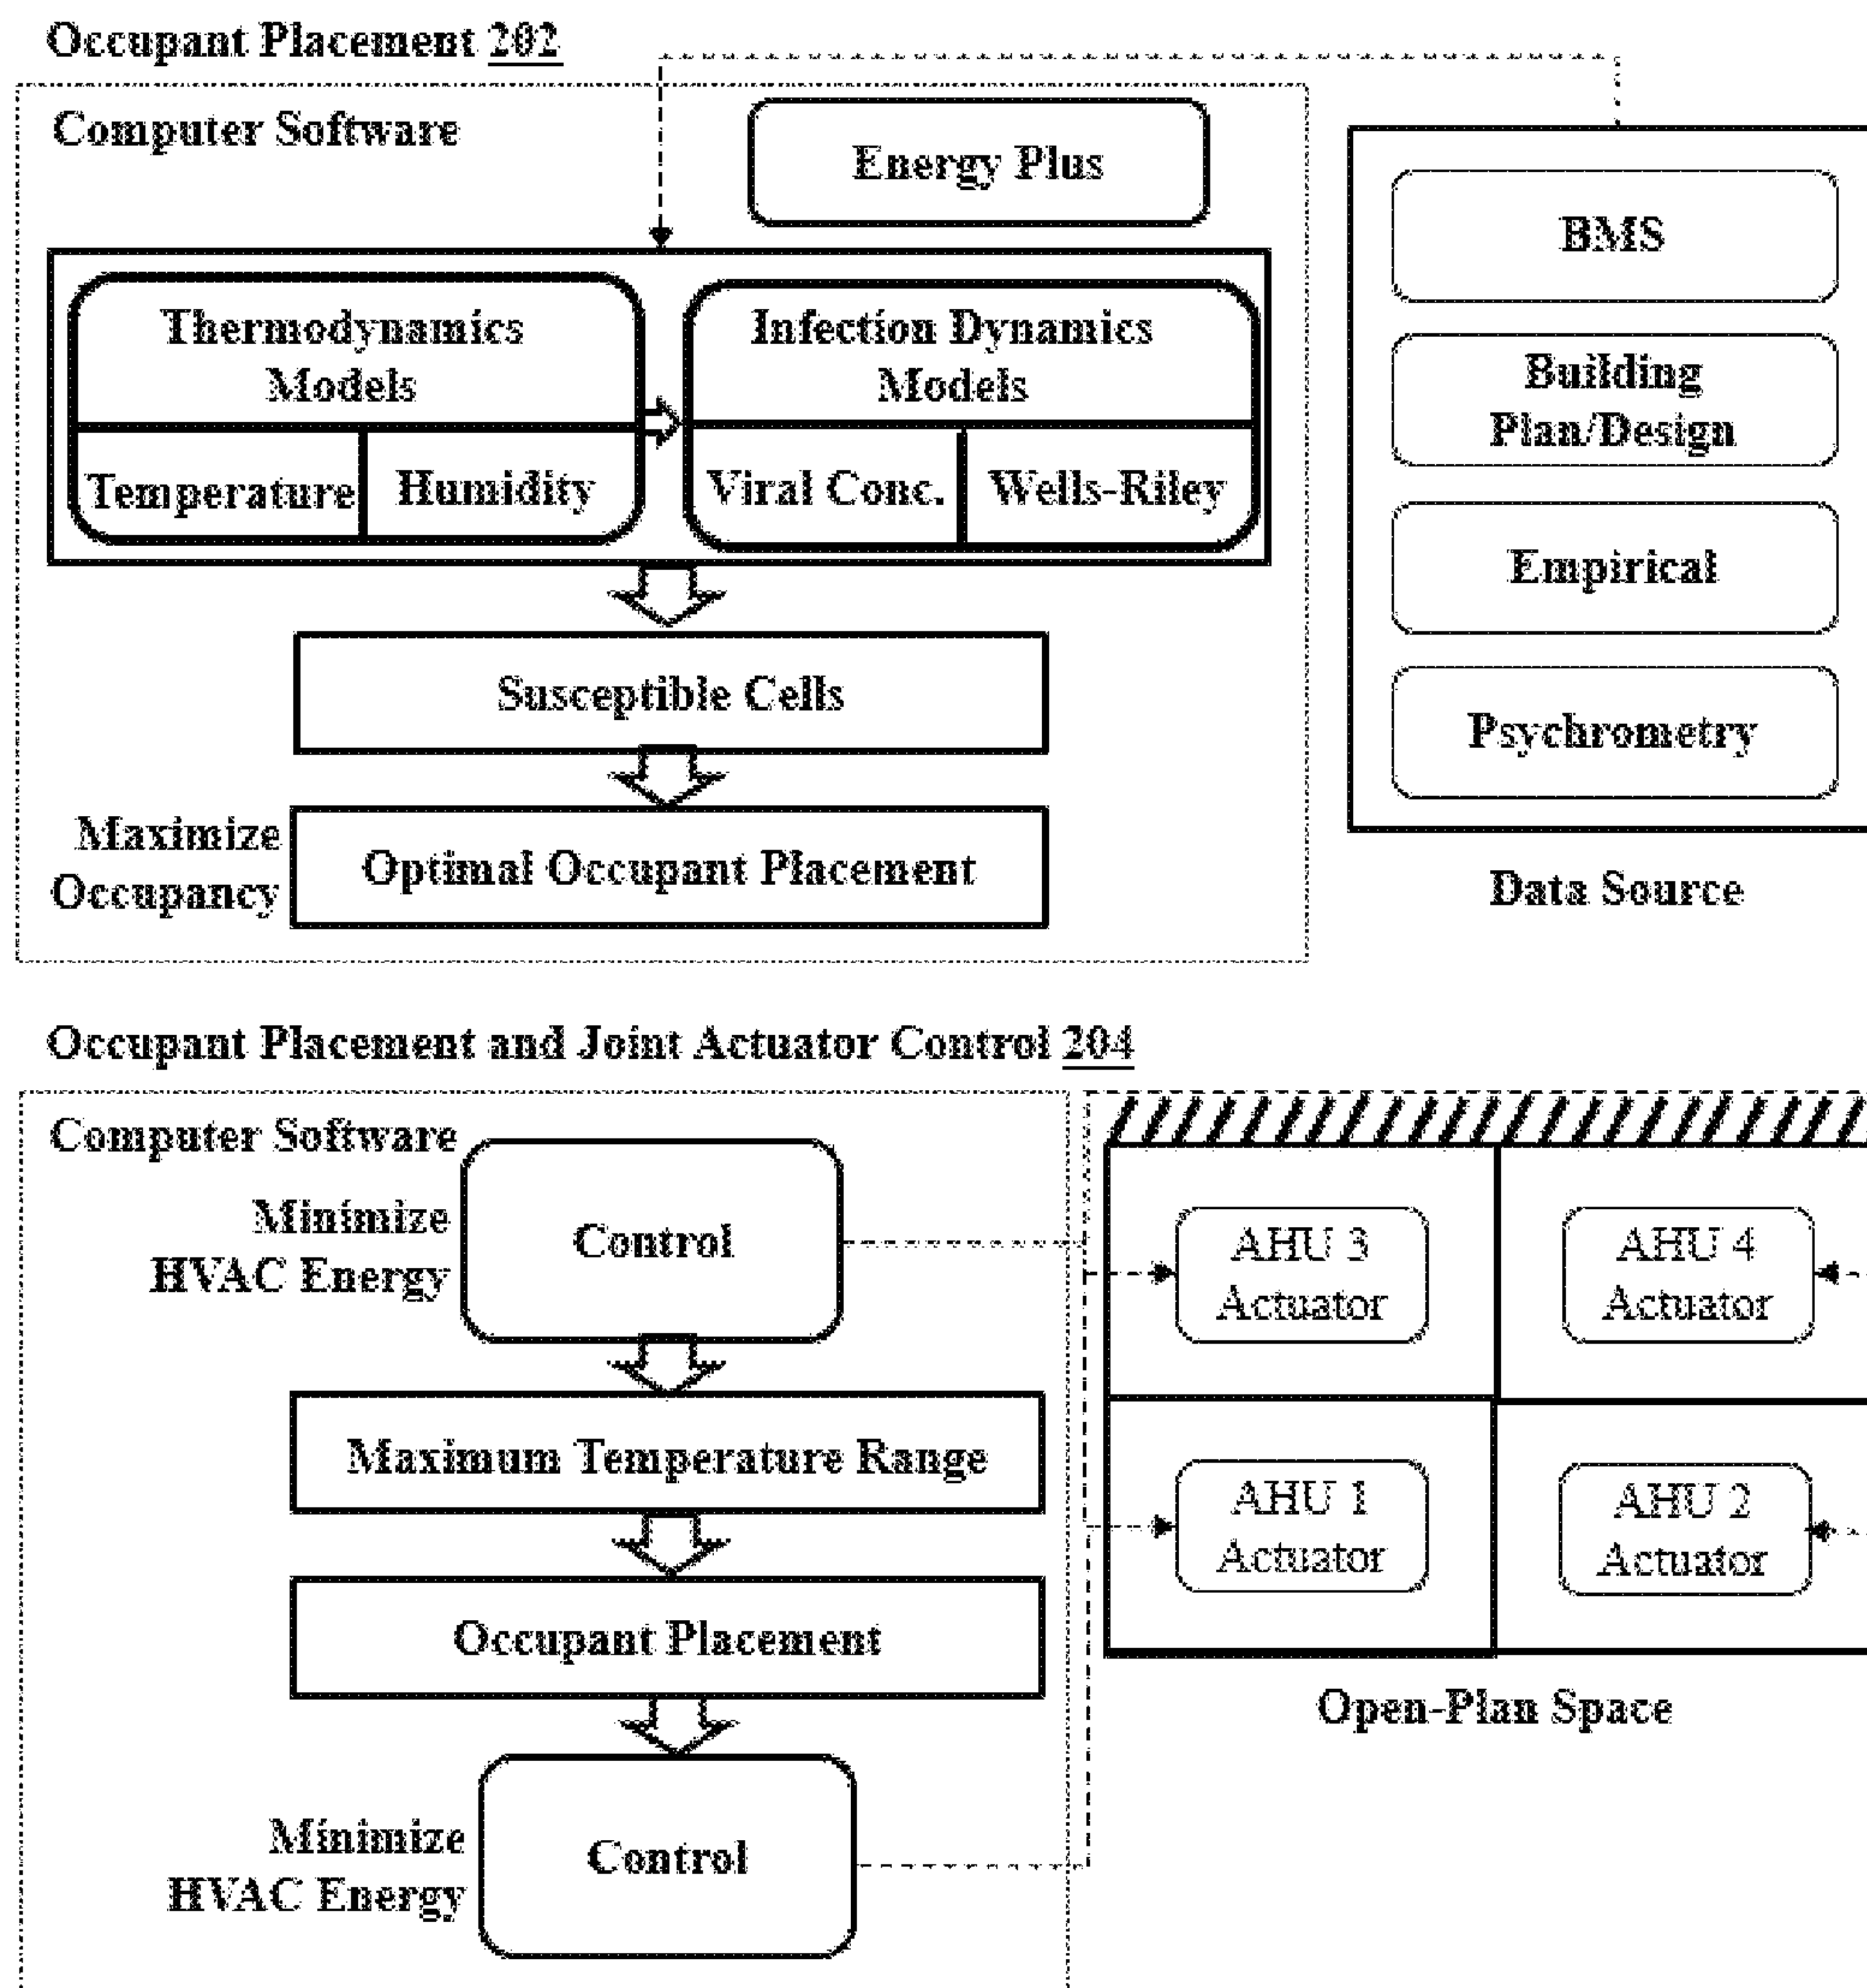 Occupant Placement 202
Computer Software
Energy Plus
Thermodynamics
Models
Temperature
Humidity
Infection Dynamics
Models
Viral Conc.
Wells-Riley
Susceptible Cells
Maximize
Occupancy
Optimal Occupant Placement
BMS
Building
Plan/Design
Empirical
Psychrometry
Data Source
Occupant Placement and Joint Actuator Control 204
Computer Software
Minimize
HVAC Energy
Control
Maximum Temperature Range
Occupant Placement
Minimize
HVAC Energy
Control
AHU 3
Actuator
AHU 4
Actuator
AHU 1
Actuator
AHU 2
Actuator
Open-Plan Space